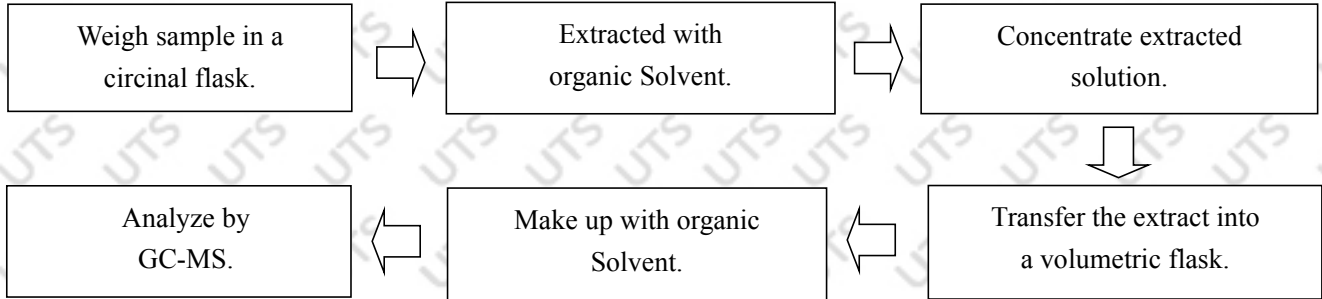 Weigh sample in a
circinal flask.
Extracted with
organic Solvent.
Concentrate extracted
solution.
Transfer the extract into
a volumetric flask.
Make up with organic
Solvent.
Analyze by
GC-MS.